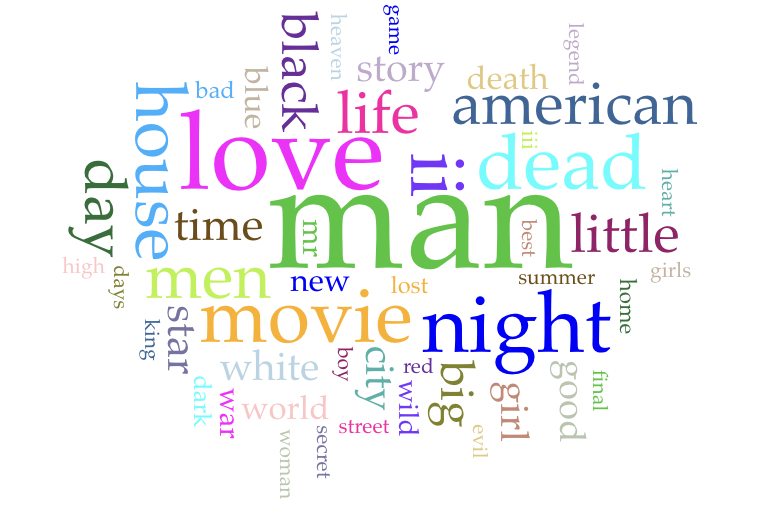 game
heaven
black
legend
story
death
bad
blue
house
life
american
love
ii
iii
dead
day
man
heart
time
mr
best
little
high
days
men
new
lost
summer
girls
home
king
star
movie
night
white
boy
city
red
big
good
final
dark
war
world
wild
girl
street
evil
woman
secret